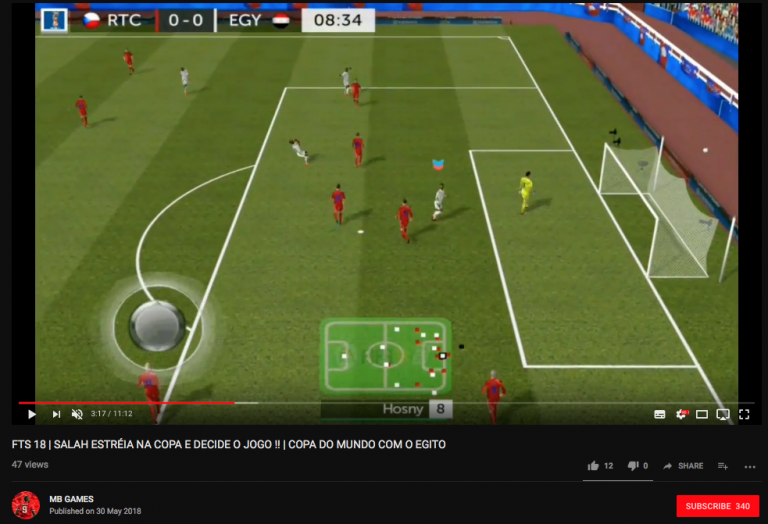 RTC 0-0 EGY 08:34
Hosny 8
3:17 / 11:12
FTS 18 | SALAH ESTRÉIA NA COPA E DECIDE O JOGO !! | COPA DO MUNDO COM O EGITO
47 views
12 0 SHARE
MB GAMES
Published on 30 May 2018
SUBSCRIBE 340